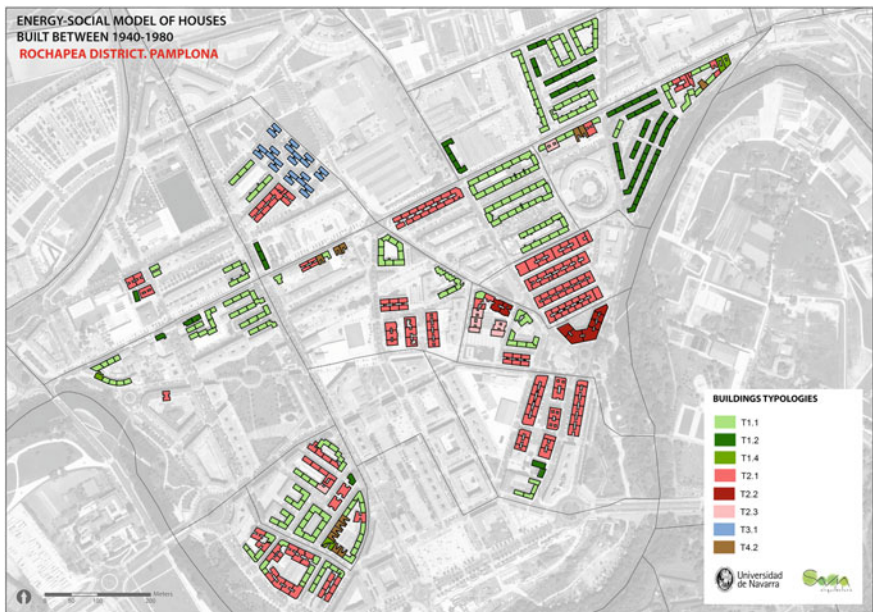 ENERGY-SOCIAL MODEL OF HOUSES
BUILT BETWEEN 1940-1980
ROCHAPEA DISTRICT. PAMPLONA
BUILDINGS TYPOLOGIES
T1.1
T1.2
T1.4
T2.1
T2.2
T2.3
T3.1
T4.2
Universidad
de Navarra
Meters